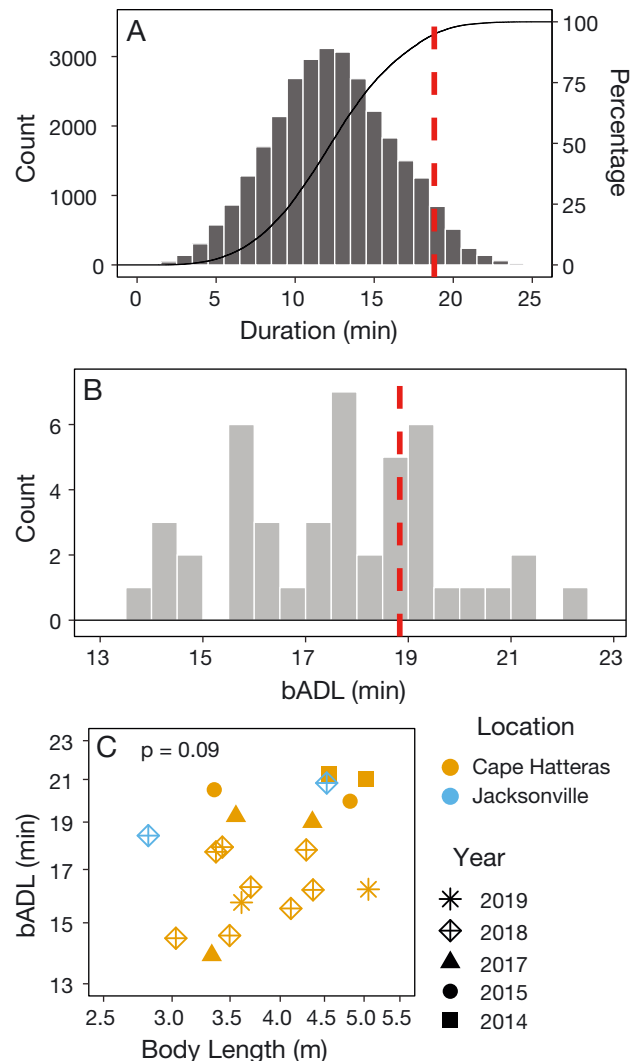 A
3000
2000
1000
0
Count
100
75
50
25
0
Percentage
0 5 10 15 20 25
Duration (min)
B
6
4
2
0
Count
13 15 17 19 21 23
bADL (min)
C p = 0.09
23
21
19
17
15
13
bADL (min)
2.5 3.0 3.5 4.0 4.5 5.0 5.5
Body Length (m)
Location
Cape Hatteras
Jacksonville
Year
2019
2018
2017
2015
2014